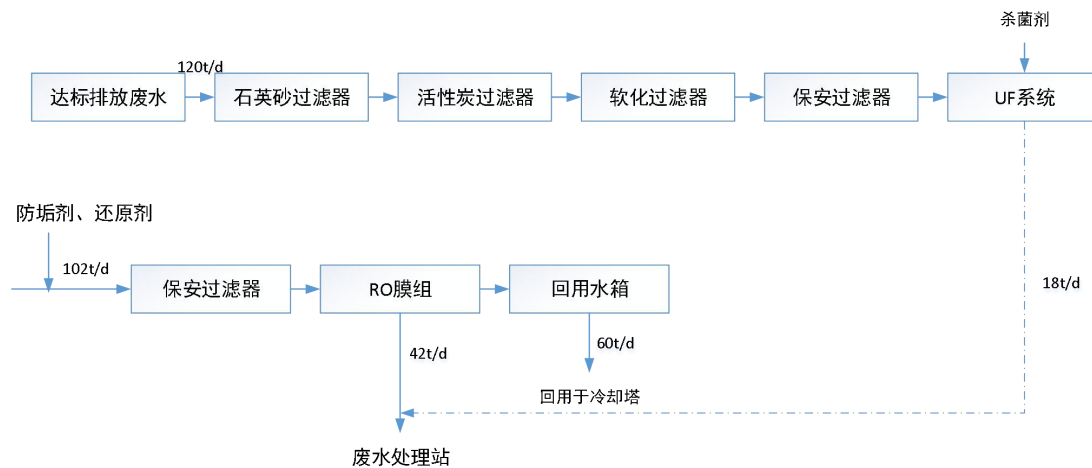 杀菌剂
120t/d
达标排放废水
石英砂过滤器
活性炭过滤器
软化过滤器
保安过滤器
UF系统
防垢剂、还原剂
102t/d
保安过滤器
RO膜组
回用水箱
18t/d
42t/d
60t/d
回用于冷却塔
废水处理站